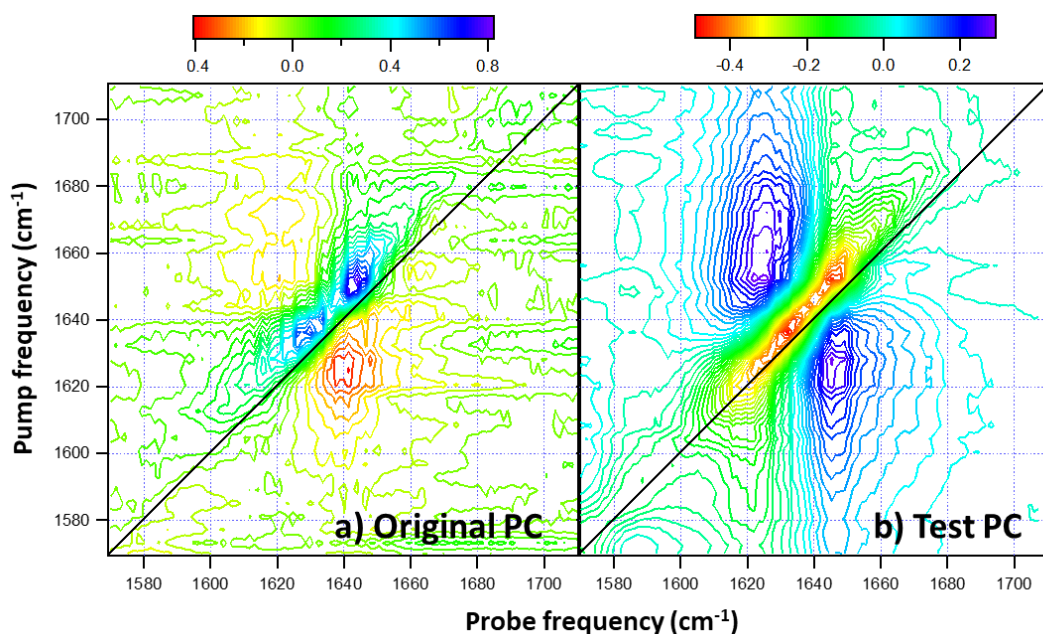 0.4 0.0 0.4 0.8
-0.4 0.0 0.2
1700
1680
1660
1640
1620
1600
1580
Pump frequency (cm⁻¹)
a) Original PC
b) Test PC
1580 1600 1620 1640 1660 1680 1700
1580 1600 1620 1640 1660 1680 1700
Probe frequency (cm⁻¹)